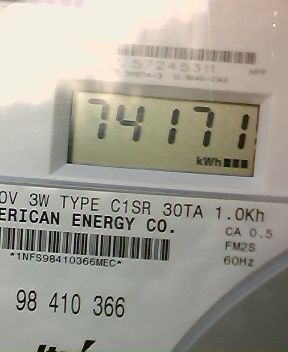 57245311
74171
kWh
0V 3W TYPE C1SR 30TA 1.0Kh
ERICAN ENERGY CO.
CA 0.5
FM2S
60Hz
*1NFS98410366MEC*
98 410 366